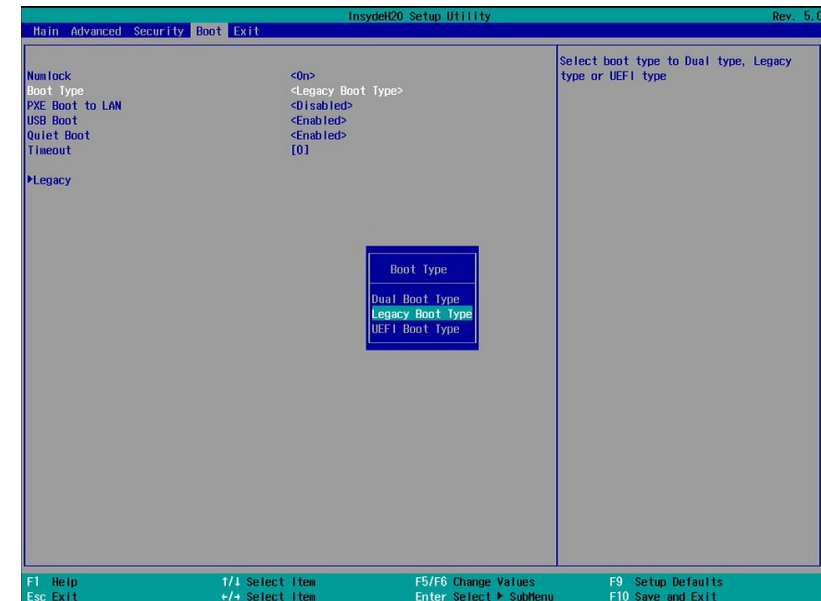 InsydeH20 Setup Utility Rev. 5.0
Main Advanced Security Boot Exit
Select boot type to Dual type, Legacy
type or UEFI type
Numlock <On>
Boot Type <Legacy Boot Type>
PXE Boot to LAN <Disabled>
USB Boot <Enabled>
Quiet Boot <Enabled>
Timeout [0]
▶Legacy
Boot Type
Dual Boot Type
Legacy Boot Type
UEFI Boot Type
F1 Help ↑/↓ Select Item F5/F6 Change Values F9 Setup Defaults
Esc Exit ←/→ Select Item Enter Select ▶ SubMenu F10 Save and Exit